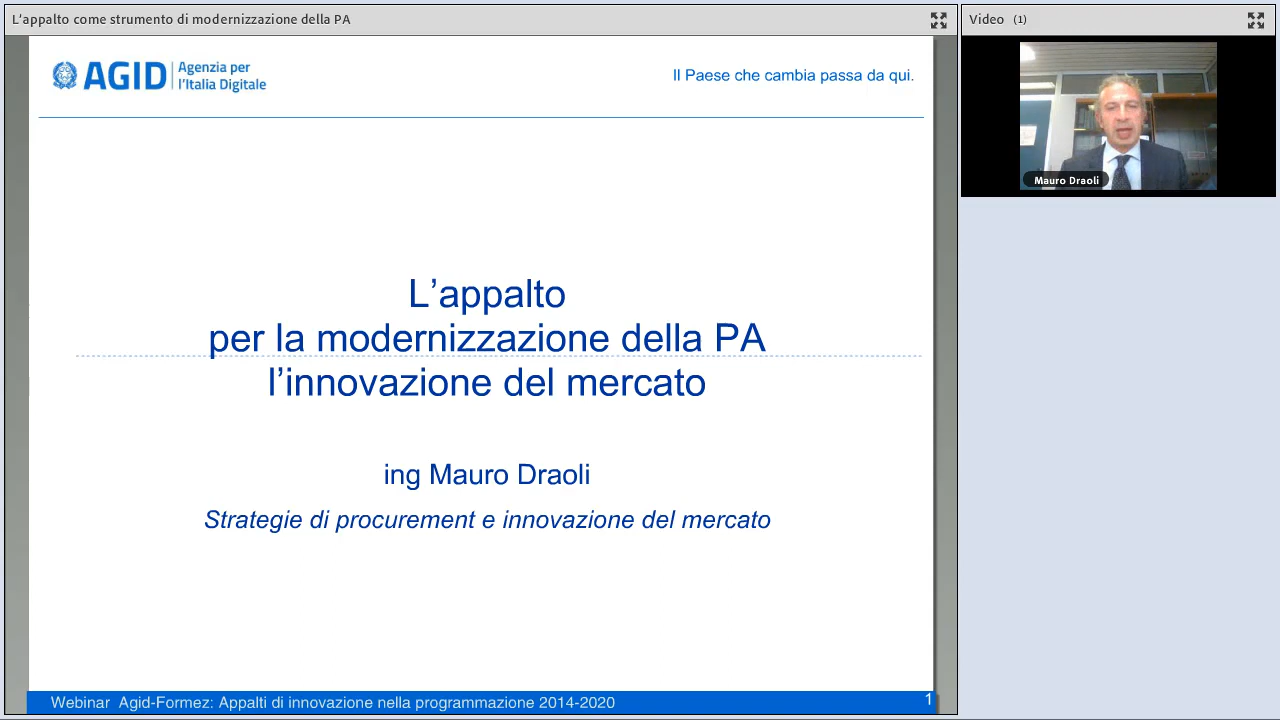 L'appalto come strumento di modernizzazione della PA
Video (1)
AGID Agenzia per
l'Italia Digitale
Il Paese che cambia passa da qui.
Mauro Draoli
L'appalto
per la modernizzazione della PA
l'innovazione del mercato
ing Mauro Draoli
Strategie di procurement e innovazione del mercato
Webinar Agid-Formez: Appalti di innovazione nella programmazione 2014-2020
1